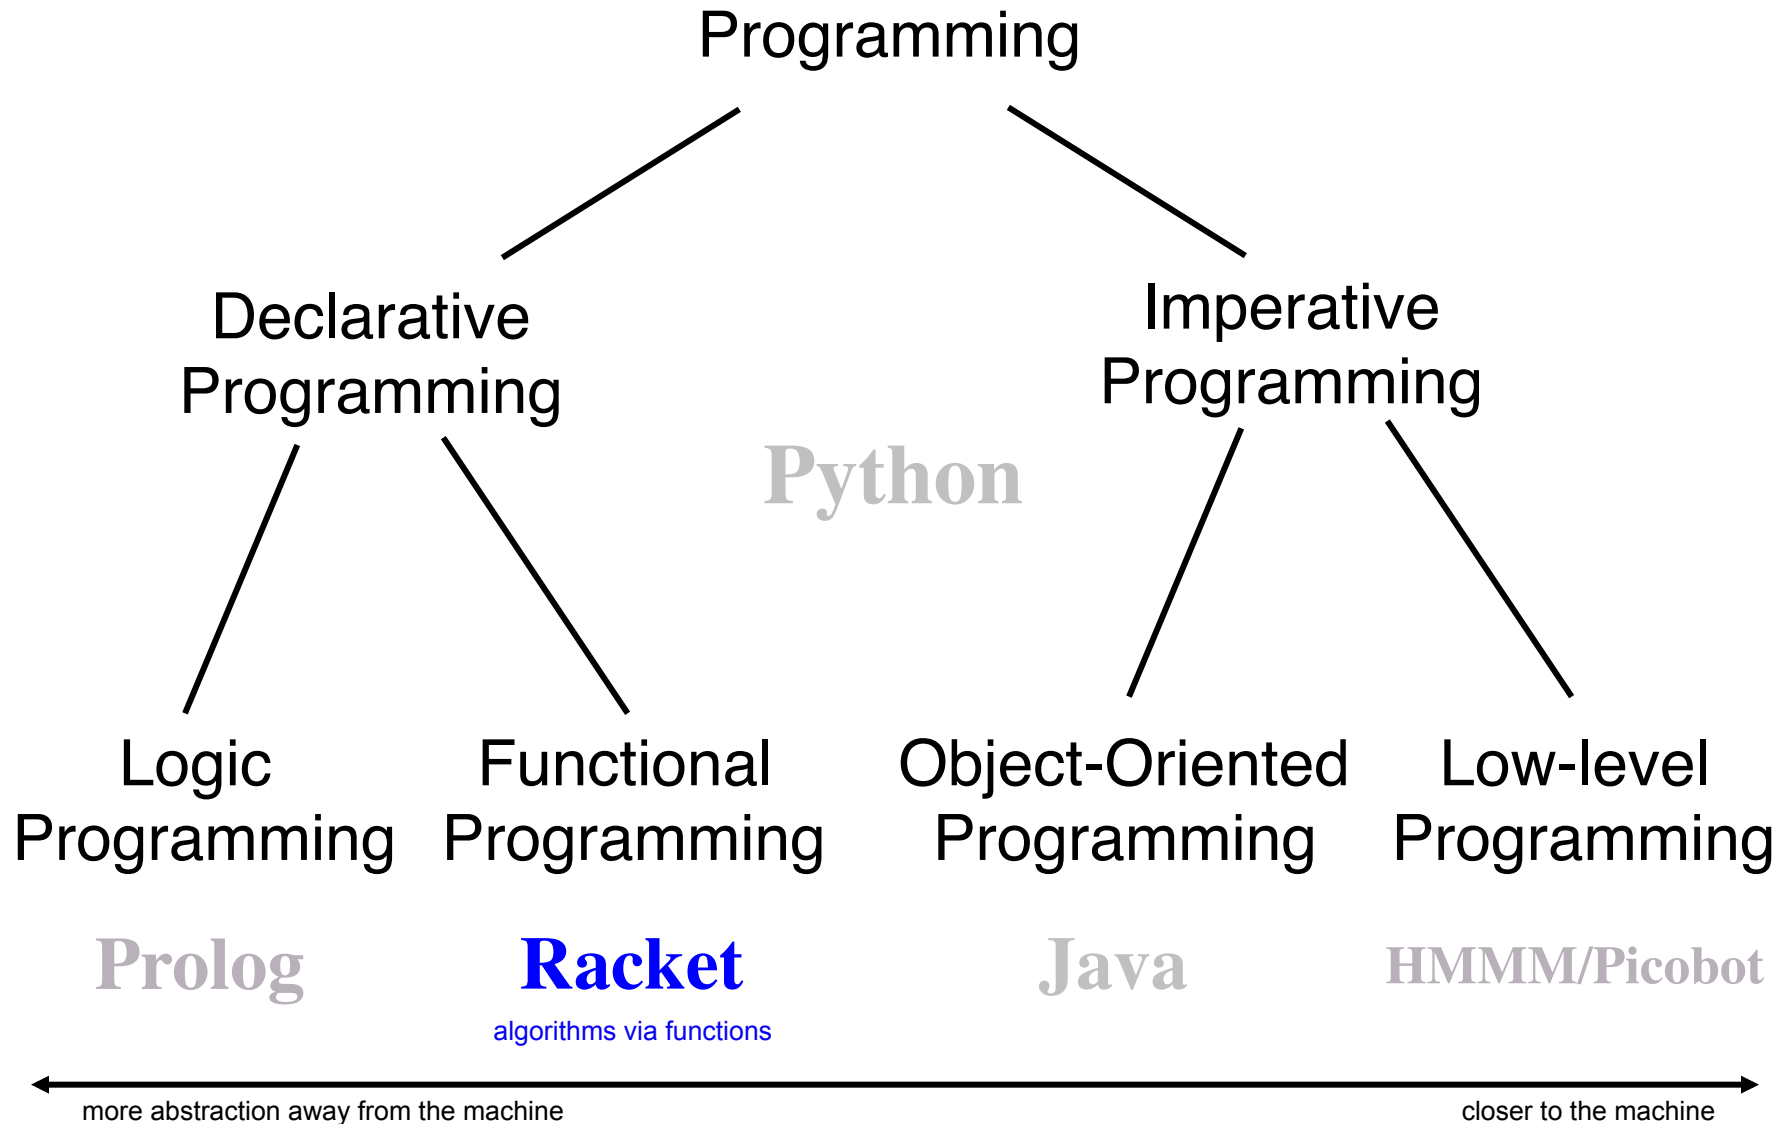 Programming
Declarative
Programming
Imperative
Programming
Python
Logic
Programming
Functional
Programming
Object-Oriented
Programming
Low-level
Programming
Prolog
Racket
algorithms via functions
Java
HMMM/Picobot
more abstraction away from the machine
closer to the machine